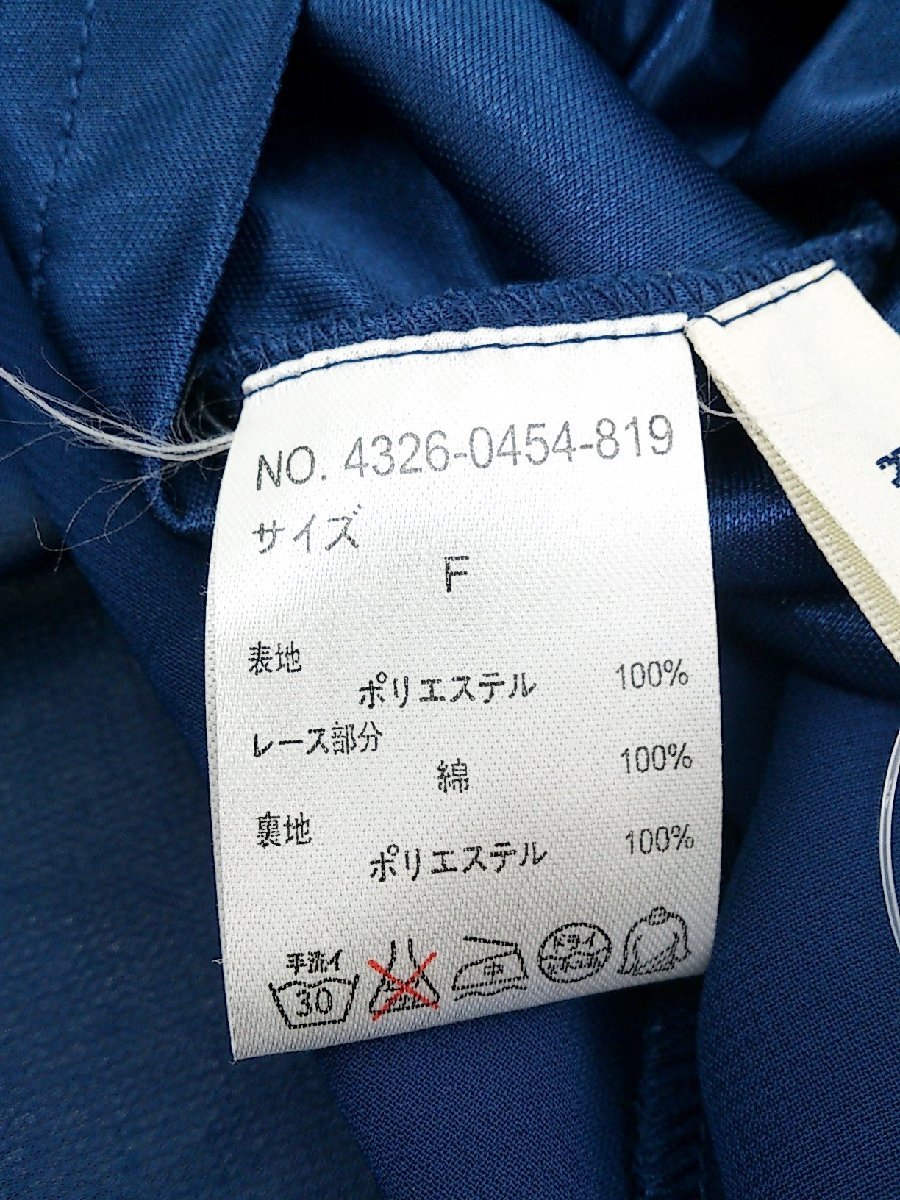 NO. 4326-0454-819
サイズ
F
表地
ポリエステル 100%
レース部分
綿 100%
裏地
ポリエステル 100%
手洗イ
30
中
ドライ